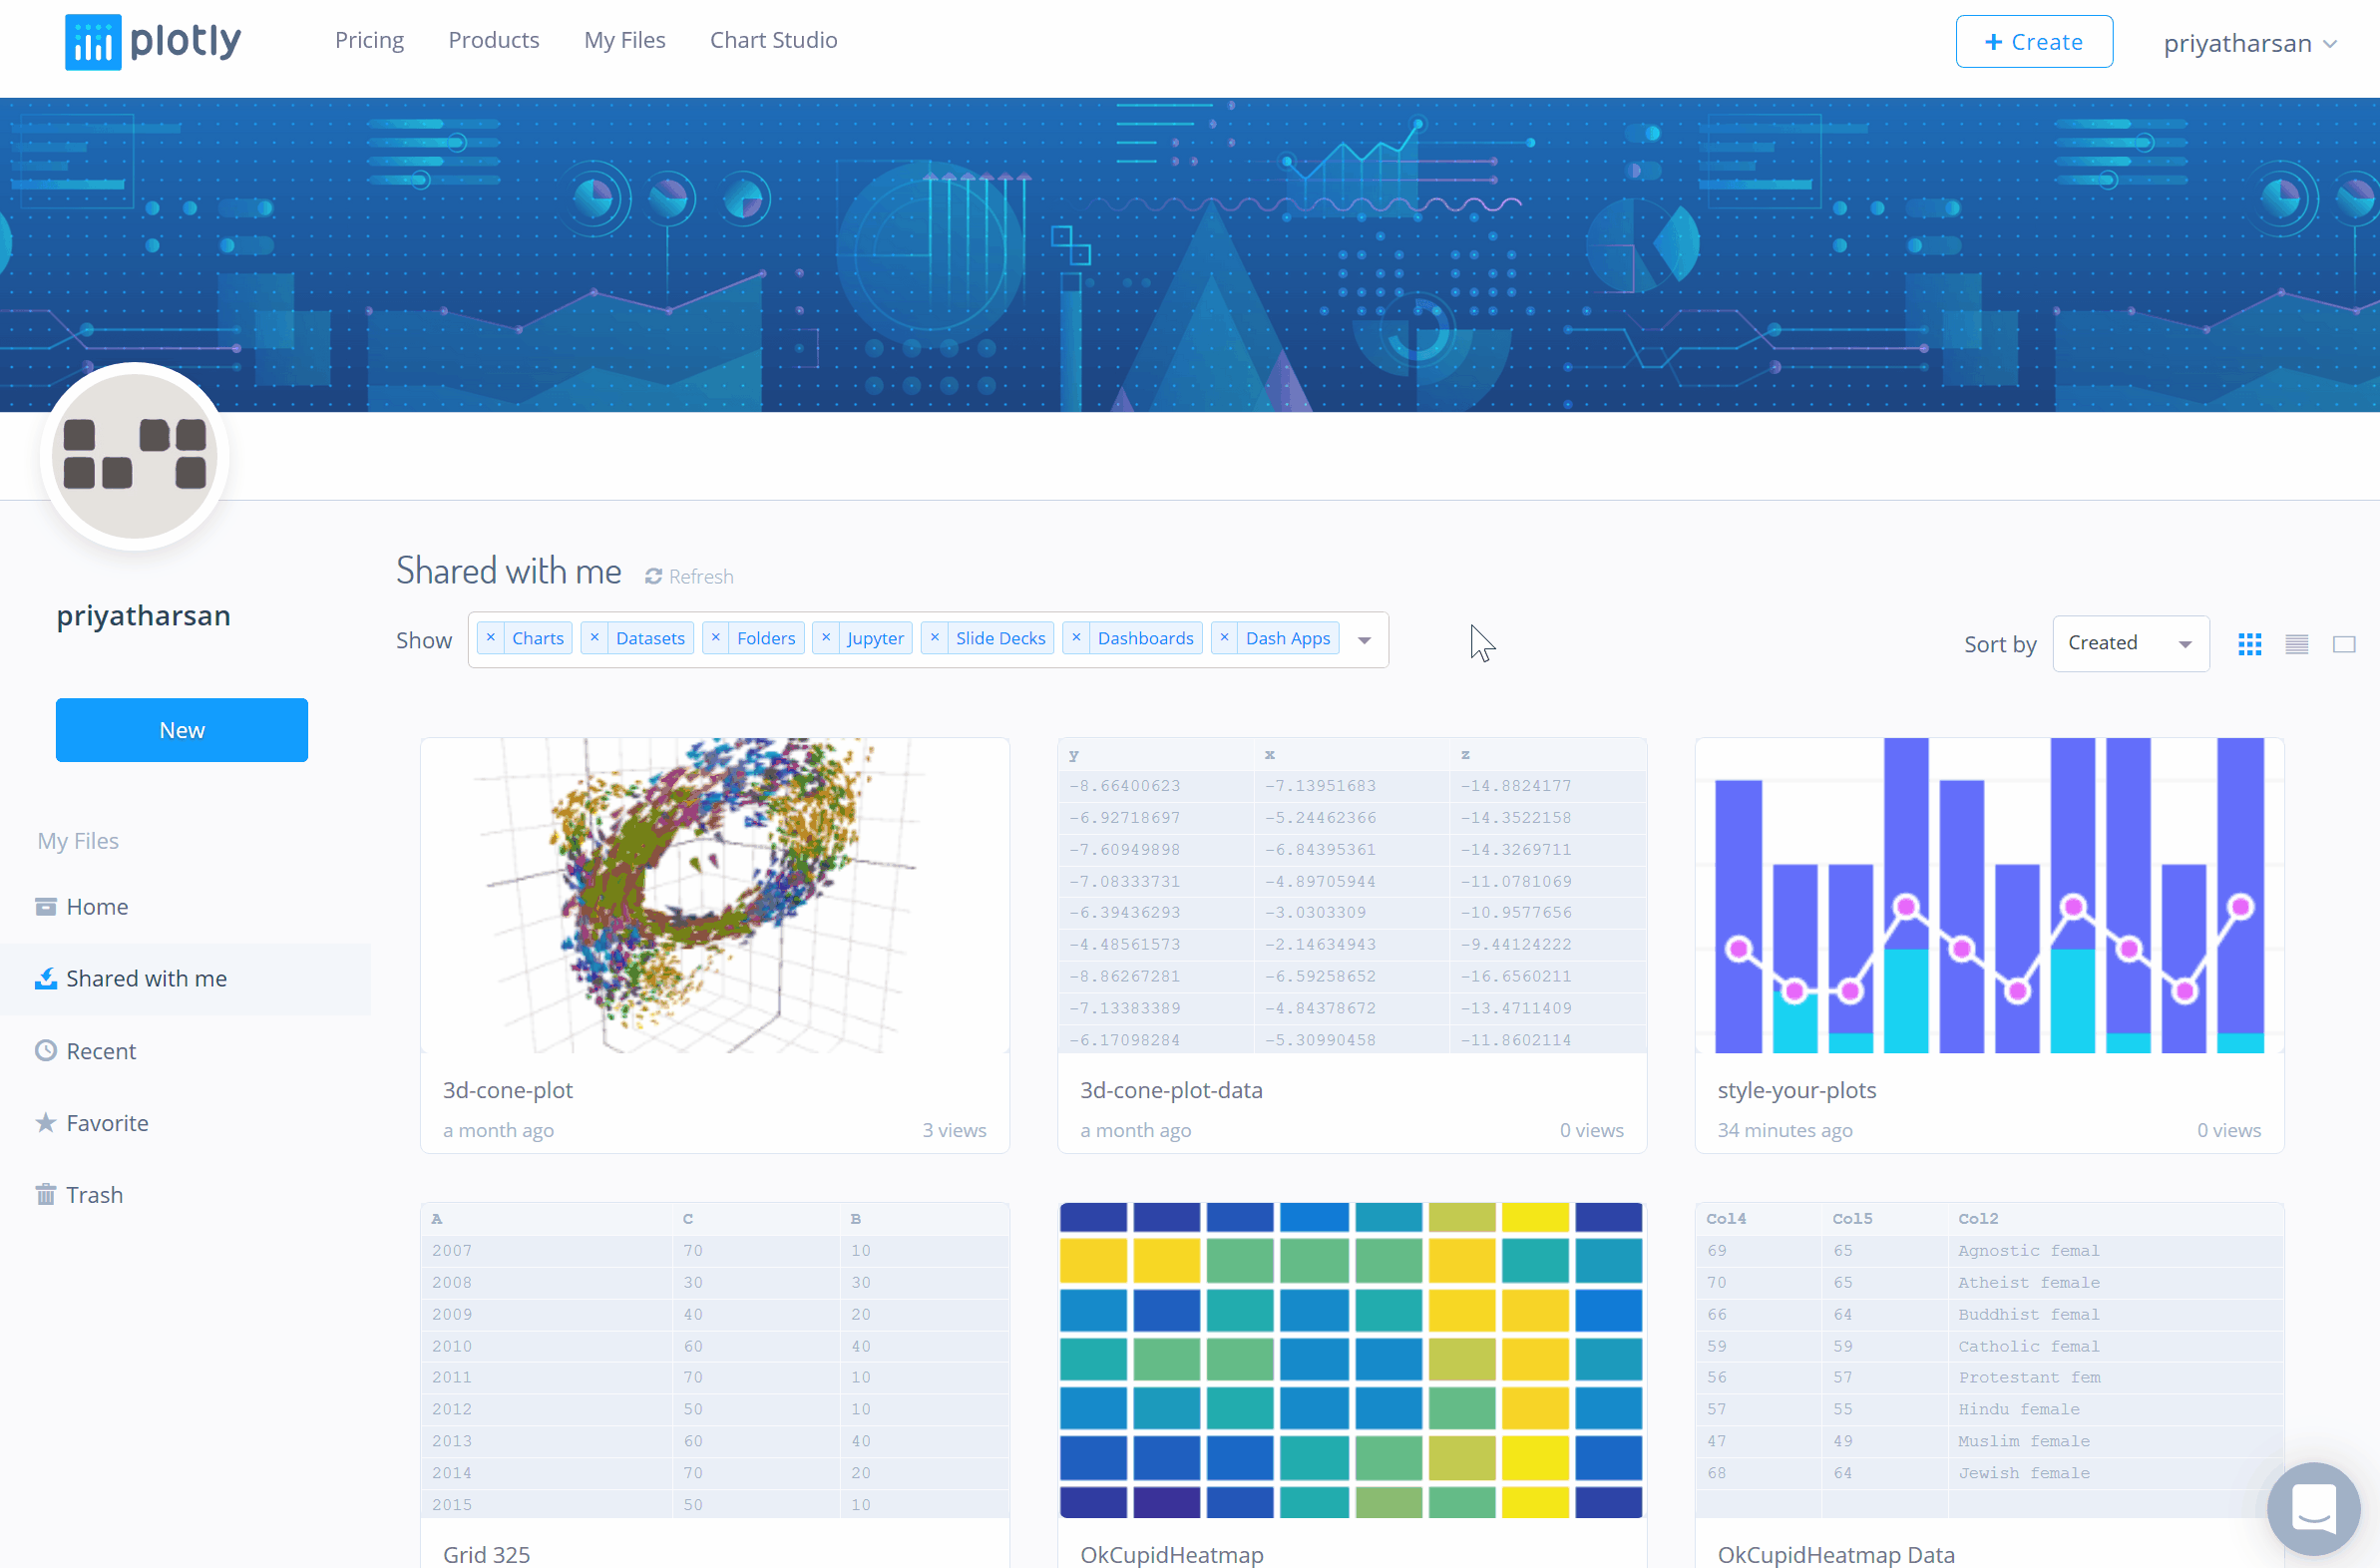 plotly Pricing Products My Files Chart Studio + Create priyatharsan
priyatharsan
New
My Files
Home
Shared with me
Recent
Favorite
Trash
Shared with me Refresh
Show × Charts × Datasets × Folders × Jupyter × Slide Decks × Dashboards × Dash Apps
Sort by Created
3d-cone-plot
a month ago 3 views
y x z
-8.66400623 -7.13951683 -14.8824177
-6.92718697 -5.24462366 -14.3522158
-7.60949898 -6.84395361 -14.3269711
-7.08333731 -4.89705944 -11.0781069
-6.39436293 -3.0303309 -10.9577656
-4.48561573 -2.14634943 -9.44124222
-8.86267281 -6.59258652 -16.6560211
-7.13383389 -4.84378672 -13.4711409
-6.17098284 -5.30990458 -11.8602114
3d-cone-plot-data
a month ago 0 views
style-your-plots
34 minutes ago 0 views
A C B
2007 70 10
2008 30 30
2009 40 20
2010 60 40
2011 70 10
2012 50 10
2013 60 40
2014 70 20
2015 50 10
Grid 325
OkCupidHeatmap
Col4 Col5 Col2
69 65 Agnostic femal
70 65 Atheist female
66 64 Buddhist femal
59 59 Catholic femal
56 57 Protestant fem
57 55 Hindu female
47 49 Muslim female
68 64 Jewish female
OkCupidHeatmap Data